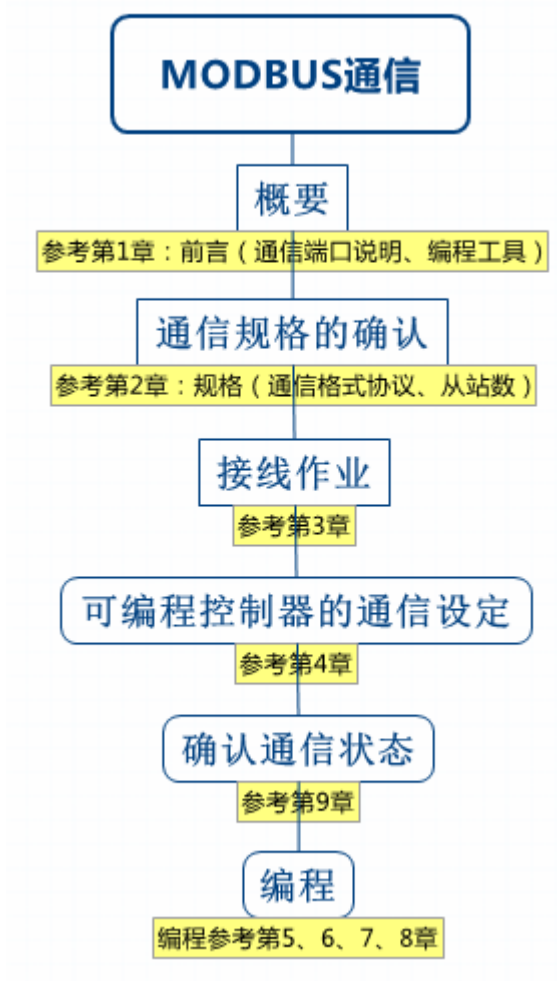 MODBUS通信
概要
参考第1章：前言（通信端口说明、编程工具）
通信规格的确认
参考第2章：规格（通信格式协议、从站数）
接线作业
参考第3章
可编程控制器的通信设定
参考第4章
确认通信状态
参考第9章
编程
编程参考第5、6、7、8章